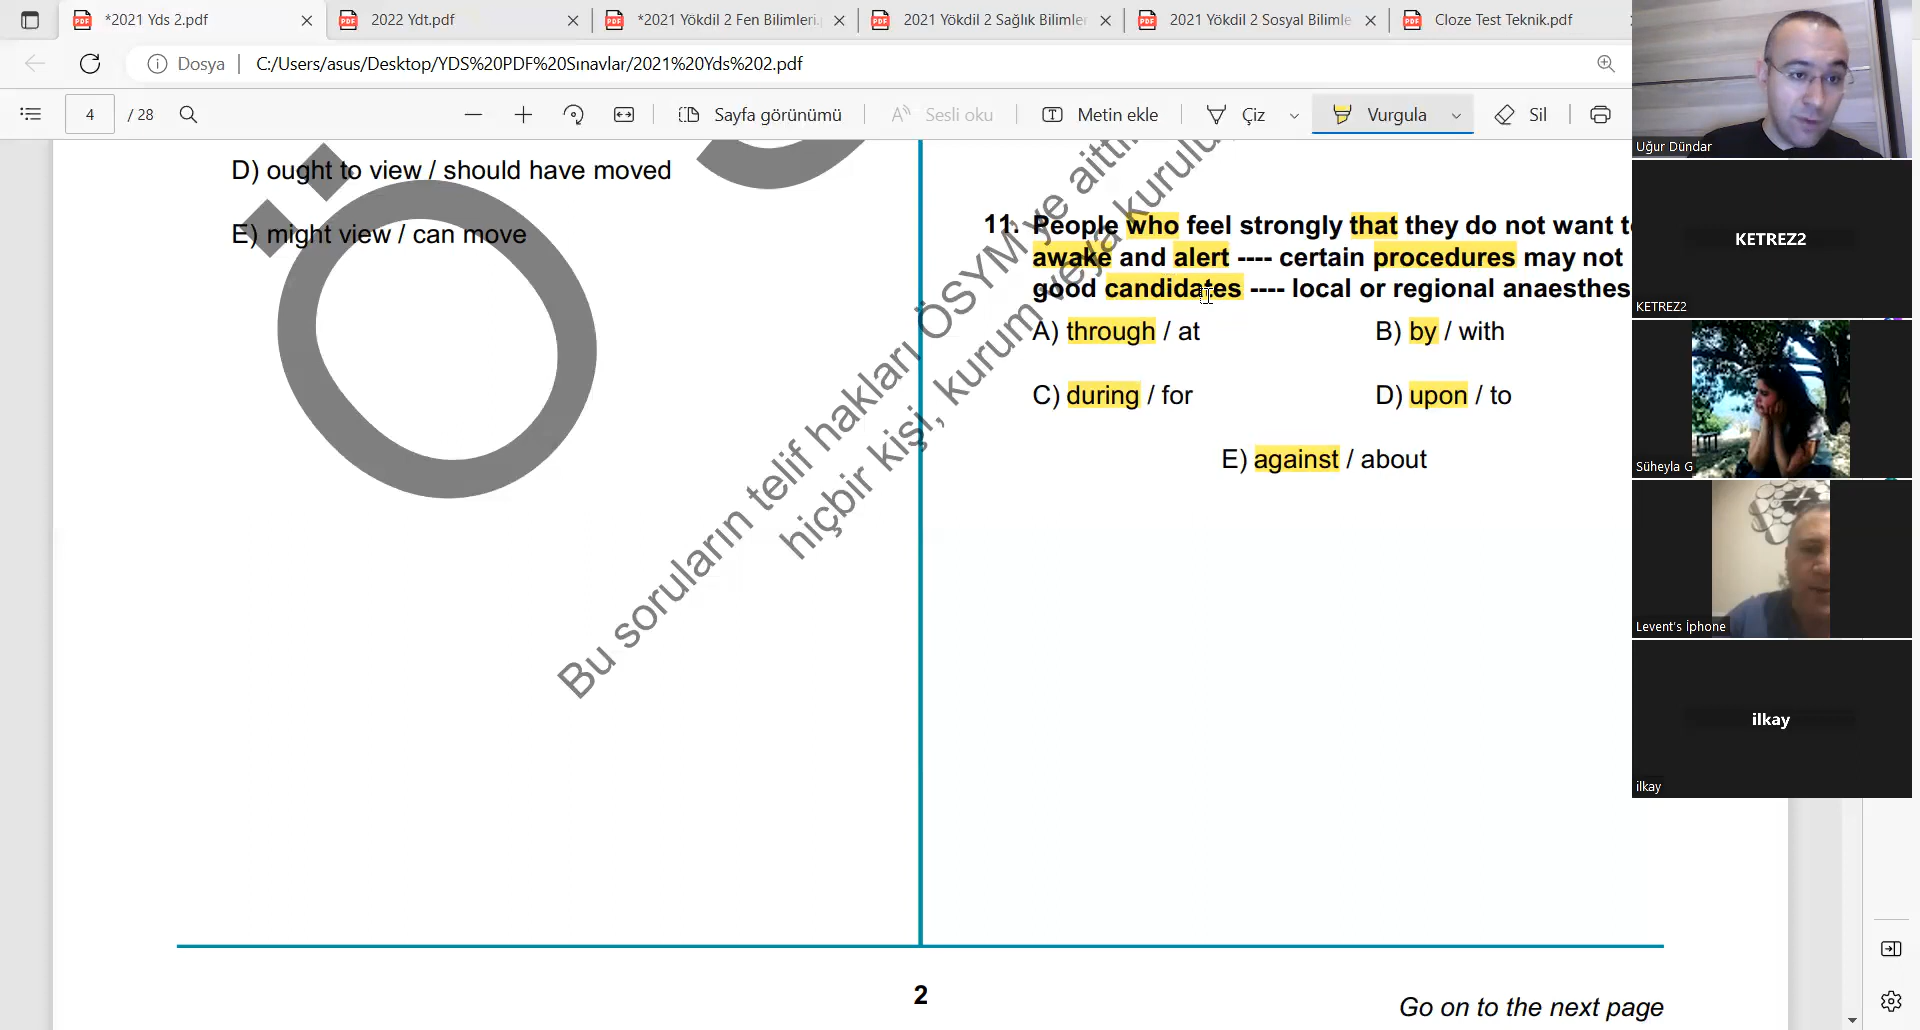 *2021 Yds 2.pdf
2022 Ydt.pdf
*2021 Yökdil 2 Fen Bilimleri.
2021 Yökdil 2 Sağlık Bilimler
2021 Yökdil 2 Sosyal Bilimle
Cloze Test Teknik.pdf
Dosya
C:/Users/asus/Desktop/YDS%20PDF%20Sınavlar/2021%20Yds%202.pdf
4 / 28
Sayfa görünümü
Sesli oku
Metin ekle
Çiz
Vurgula
Sil
D) ought to view / should have moved
E) might view / can move
11. People who feel strongly that they do not want t
awake and alert ---- certain procedures may not
good candidates ---- local or regional anaesthes
A) through / at
B) by / with
C) during / for
D) upon / to
E) against / about
Bu soruların telif hakları ÖSYM'ye aittir
hiçbir kişi, kurum veya kurulu
2
Go on to the next page
Uğur Dündar
KETREZ2
KETREZ2
Süheyla G
Levent's İphone
ilkay
ilkay